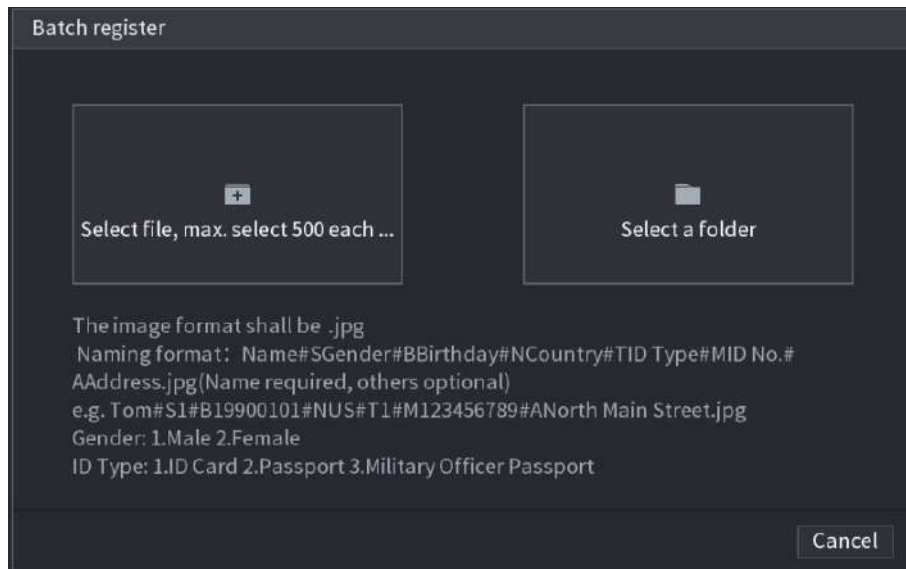 Batch register
Select file, max. select 500 each ...
Select a folder
The image format shall be .jpg
Naming format: Name#SGender#BBirthday#NCountry#TID Type#MID No.#
AAddress.jpg(Name required, others optional)
e.g. Tom#S1#B19900101#NUS#T1#M123456789#ANorth Main Street.jpg
Gender: 1.Male 2.Female
ID Type: 1.ID Card 2.Passport 3.Military Officer Passport
Cancel